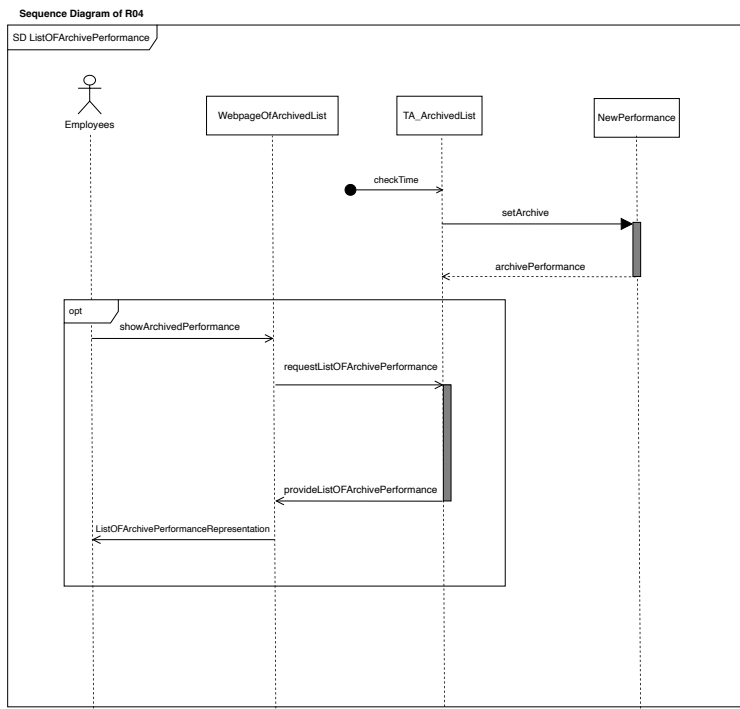 Sequence Diagram of R04
SD ListOFArchivePerformance
Employees
WebpageOfArchivedList
TA_ArchivedList
NewPerformance
checkTime
setArchive
archivePerformance
opt
showArchivedPerformance
requestListOFArchivePerformance
provideListOFArchivePerformance
ListOFArchivePerformanceRepresentation